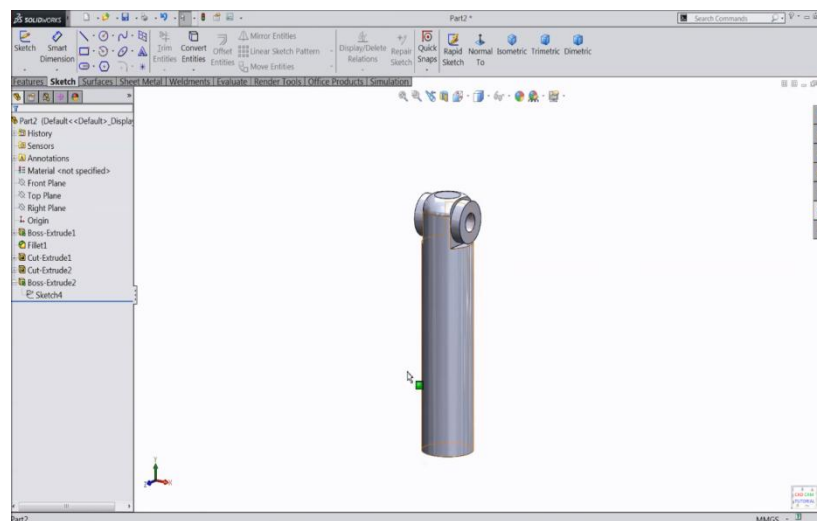 SOLIDWORKS
Part2 *
Search Commands
Sketch
Smart Dimension
Trim Entities
Convert Entities
Offset Entities
Mirror Entities
Linear Sketch Pattern
Move Entities
Display/Delete Relations
Repair Sketch
Quick Snaps
Rapid Sketch
Normal To
Isometric
Trimetric
Dimetric
Features Sketch Surfaces Sheet Metal Weldments Evaluate Render Tools Office Products Simulation
Part2 (Default<<Default>_Display
History
Sensors
Annotations
Material <not specified>
Front Plane
Top Plane
Right Plane
Origin
Boss-Extrude1
Fillet1
Cut-Extrude1
Cut-Extrude2
Boss-Extrude2
Sketch4
Part2
MMGS